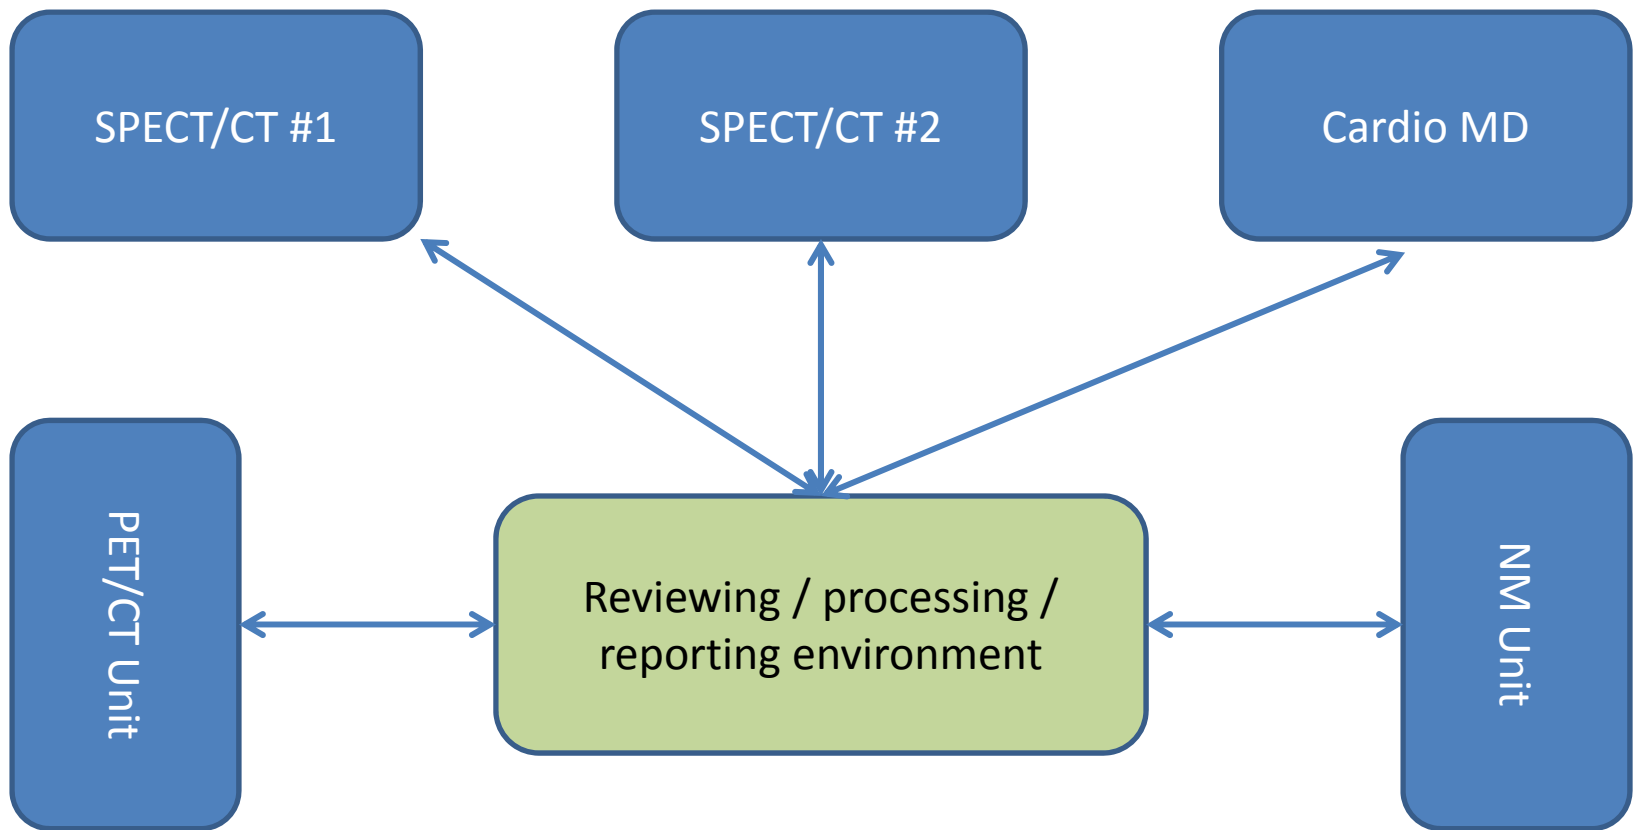 SPECT/CT #1
SPECT/CT #2
Cardio MD
PET/CT Unit
Reviewing / processing /
reporting environment
NM Unit